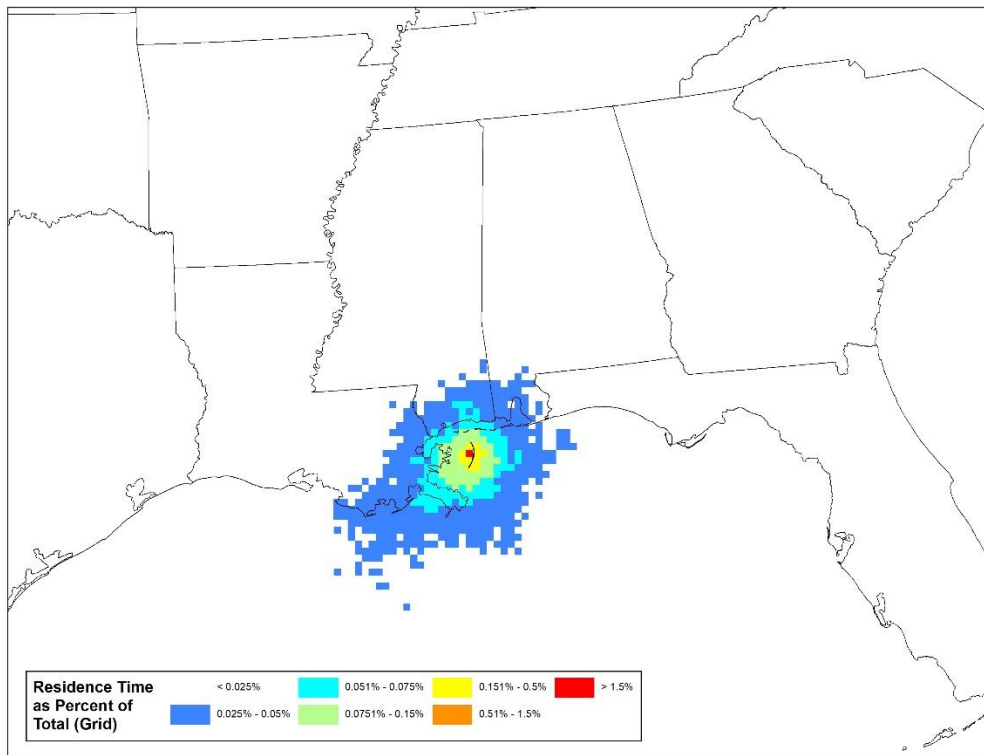 Residence Time
as Percent of
Total (Grid)
< 0.025% 0.051% - 0.075% 0.151% - 0.5% > 1.5%
0.025% - 0.05% 0.0751% - 0.15% 0.51% - 1.5%